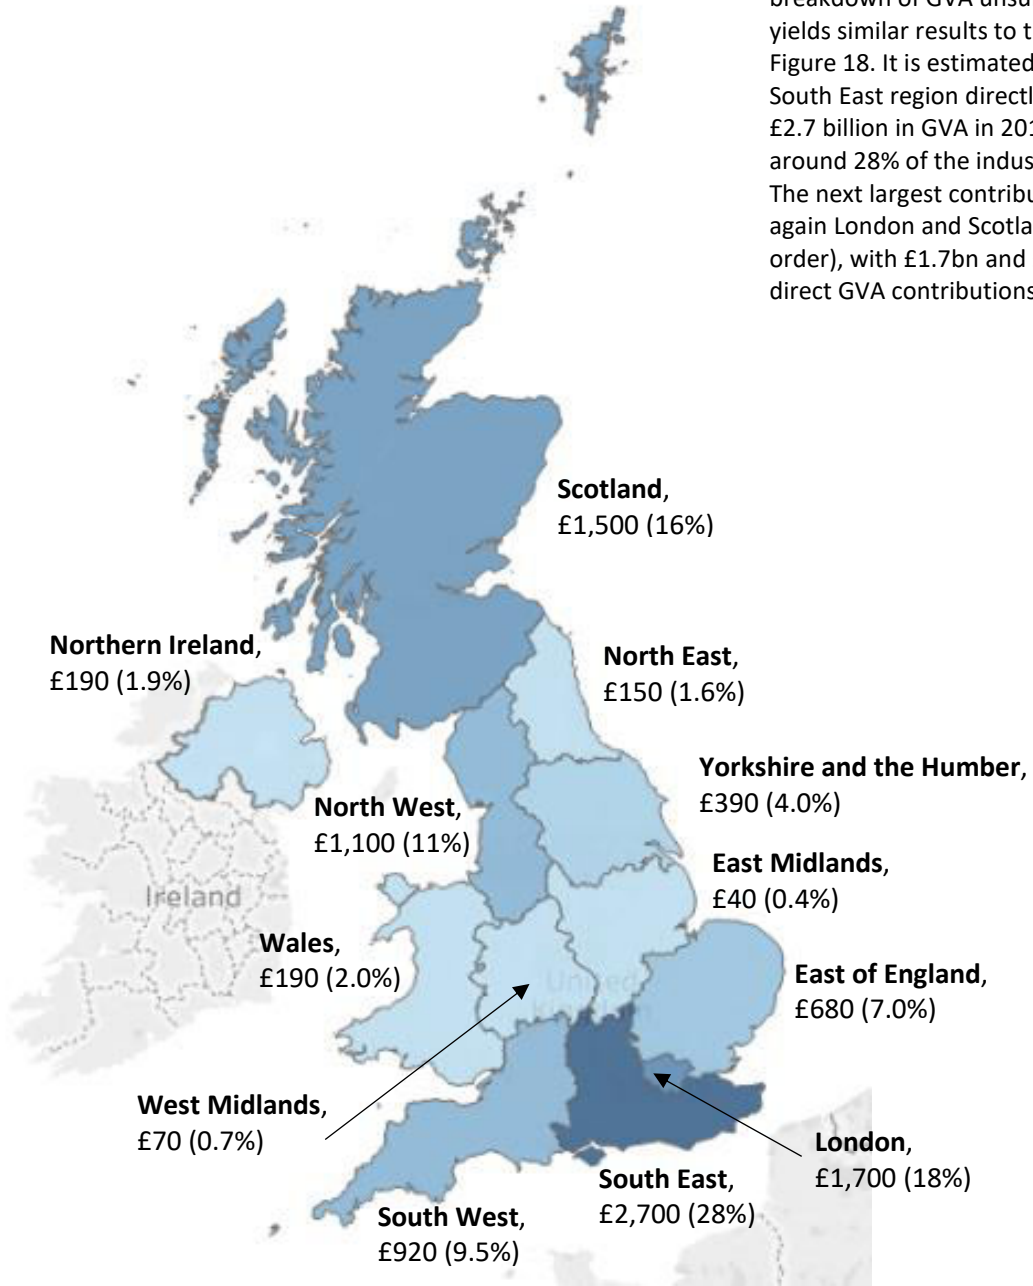 breakdown of GVA unsu
yields similar results to t
Figure 18. It is estimated
South East region directl
£2.7 billion in GVA in 201
around 28% of the indus
The next largest contribu
again London and Scotla
order), with £1.7bn and
direct GVA contributions
Scotland,
£1,500 (16%)
Northern Ireland,
£190 (1.9%)
North East,
£150 (1.6%)
Yorkshire and the Humber,
£390 (4.0%)
North West,
£1,100 (11%)
East Midlands,
£40 (0.4%)
Ireland
Wales,
£190 (2.0%)
United
Kingdom
East of England,
£680 (7.0%)
West Midlands,
£70 (0.7%)
London,
£1,700 (18%)
South East,
£2,700 (28%)
South West,
£920 (9.5%)